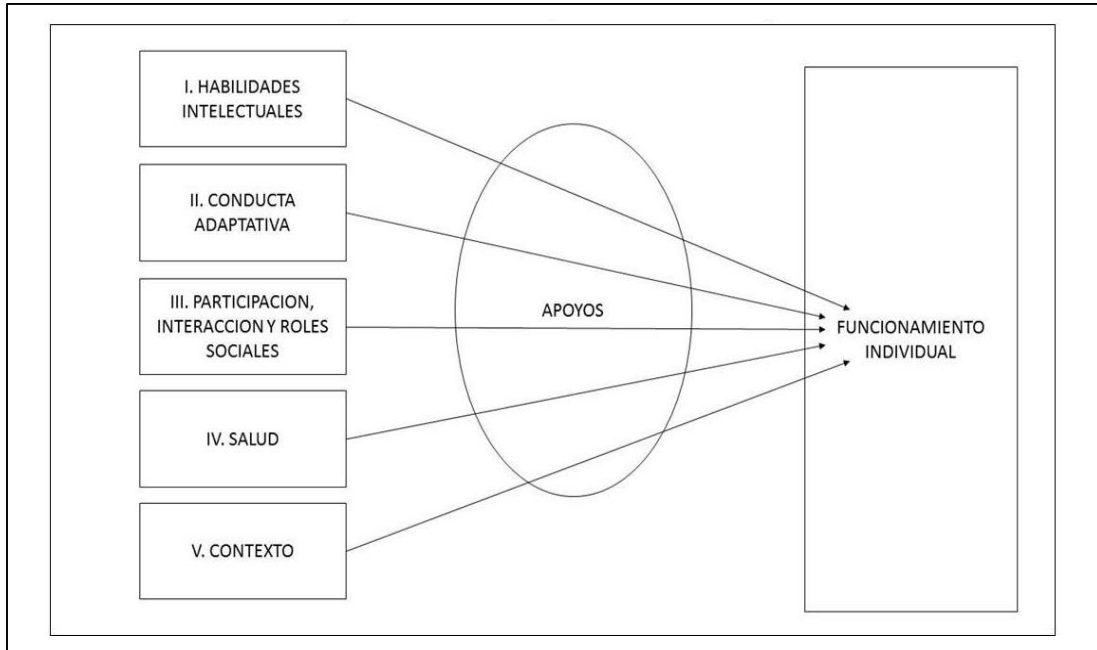 I. HABILIDADES
INTELECTUALES
II. CONDUCTA
ADAPTATIVA
III. PARTICIPACION,
INTERACCION Y ROLES
SOCIALES
IV. SALUD
V. CONTEXTO
APOYOS
FUNCIONAMIENTO
INDIVIDUAL